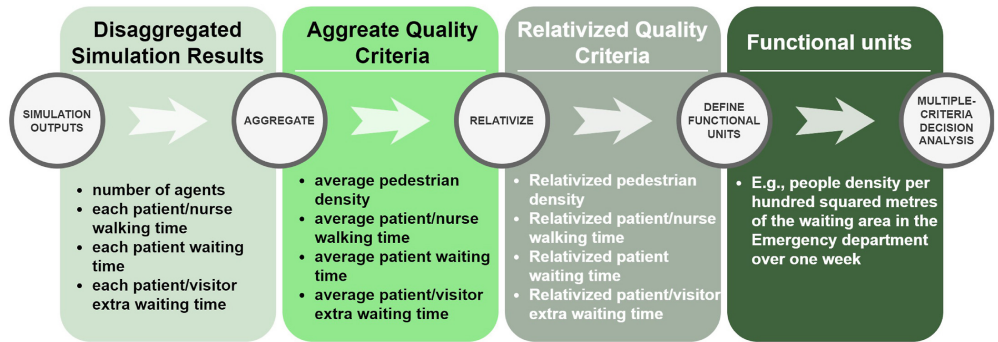 Disaggregated
Simulation Results
Aggreate Quality
Criteria
Relativized Quality
Criteria
Functional units
SIMULATION
OUTPUTS
AGGREGATE
RELATIVIZE
DEFINE
FUNCTIONAL
UNITS
MULTIPLE-
CRITERIA
DECISION
ANALYSIS
• number of agents
• each patient/nurse
walking time
• each patient waiting
time
• each patient/visitor
extra waiting time
• average pedestrian
density
• average patient/nurse
walking time
• average patient waiting
time
• average patient/visitor
extra waiting time
• Relativized pedestrian
density
• Relativized patient/nurse
walking time
• Relativized patient
waiting time
• Relativized patient/visitor
extra waiting time
• E.g., people density per
hundred squared metres
of the waiting area in the
Emergency department
over one week